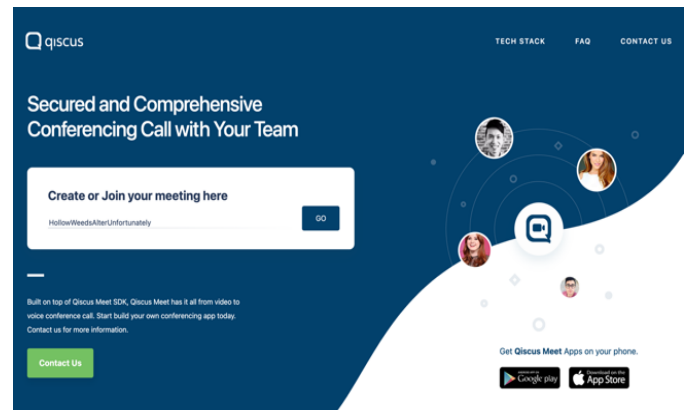 qiscus
TECH STACK FAQ CONTACT US
Secured and Comprehensive
Conferencing Call with Your Team
Create or Join your meeting here
HollowWeedsAlterUnfortunately
GO
Built on top of Qiscus Meet SDK, Qiscus Meet has it all from video to
voice conference call. Start build your own conferencing app today.
Contact us for more information.
Contact Us
Get Qiscus Meet Apps on your phone.
Google play
Download on the
App Store